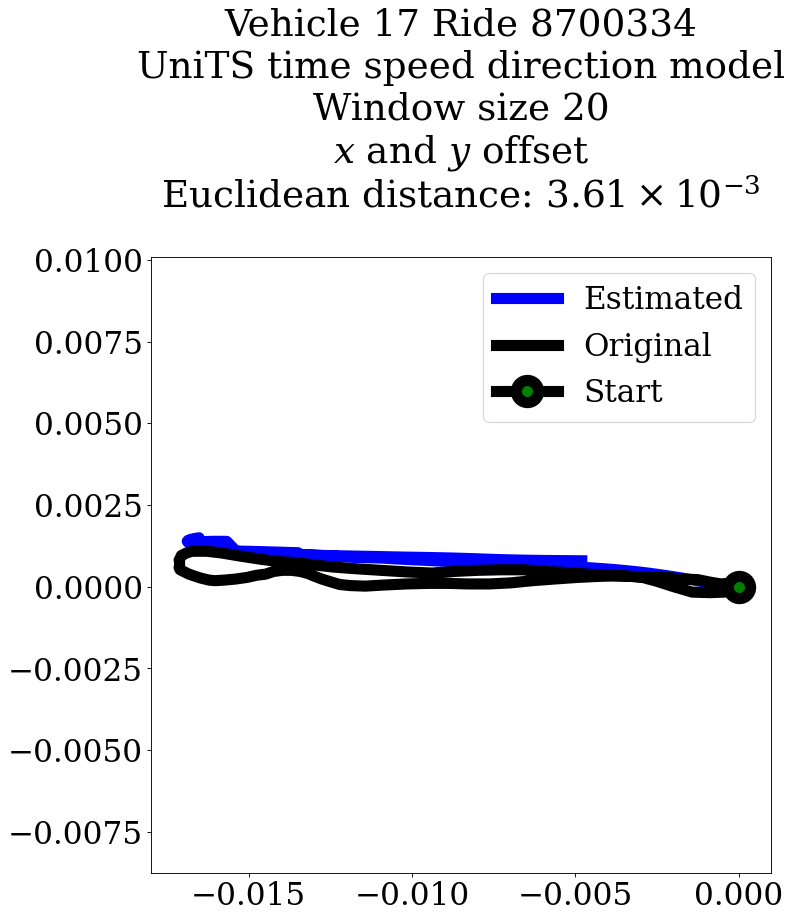 Vehicle 17 Ride 8700334
UniTS time speed direction model
Window size 20
x and y offset
Euclidean distance: 3.61 × 10⁻³
0.0100
0.0075
0.0050
0.0025
0.0000
−0.0025
−0.0050
−0.0075
Estimated
Original
Start
−0.015 −0.010 −0.005 0.000